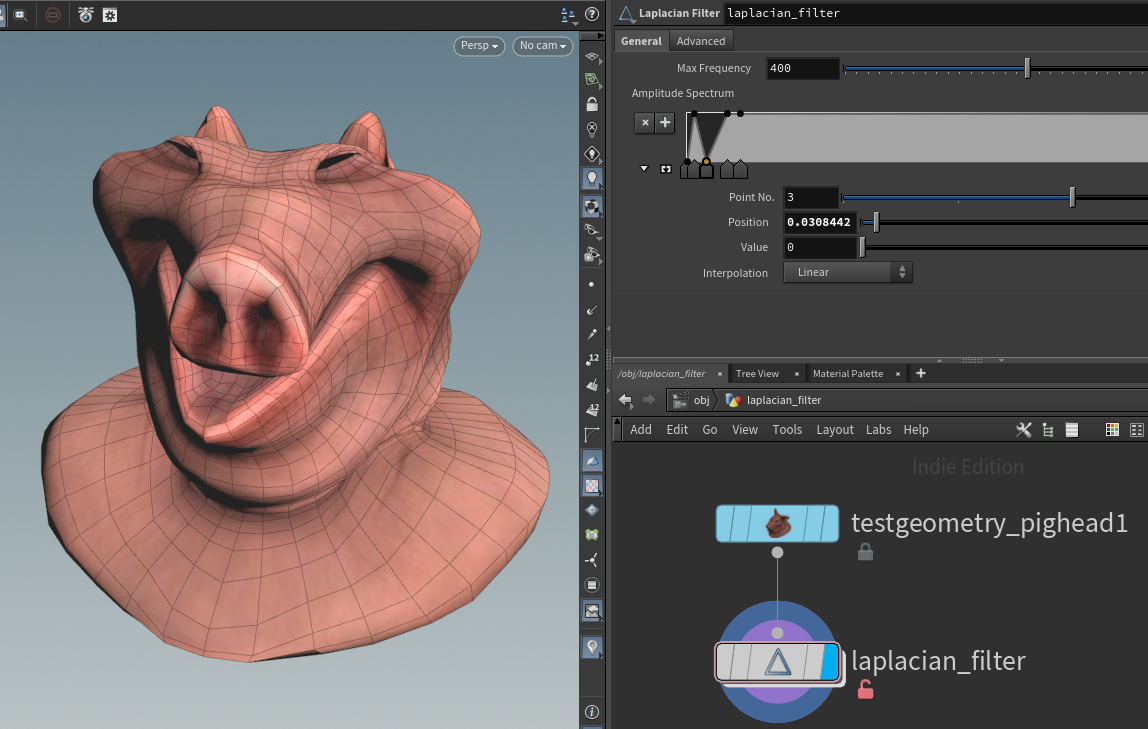 Persp
No cam
12
12
Laplacian Filter laplacian_filter
General Advanced
Max Frequency 400
Amplitude Spectrum
Point No. 3
Position 0.0308442
Value 0
Interpolation Linear
/obj/laplacian_filter Tree View Material Palette
obj laplacian_filter
Add Edit Go View Tools Layout Labs Help
Indie Edition
testgeometry_pighead1
laplacian_filter